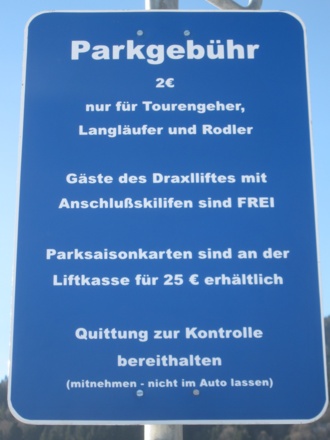 Parkgebühr
2€
nur für Tourengeher,
Langläufer und Rodler
Gäste des Draxlliftes mit
Anschlußskilifen sind FREI
Parksaisonkarten sind an der
Liftkasse für 25 € erhältlich
Quittung zur Kontrolle
bereithalten
(mitnehmen - nicht im Auto lassen)